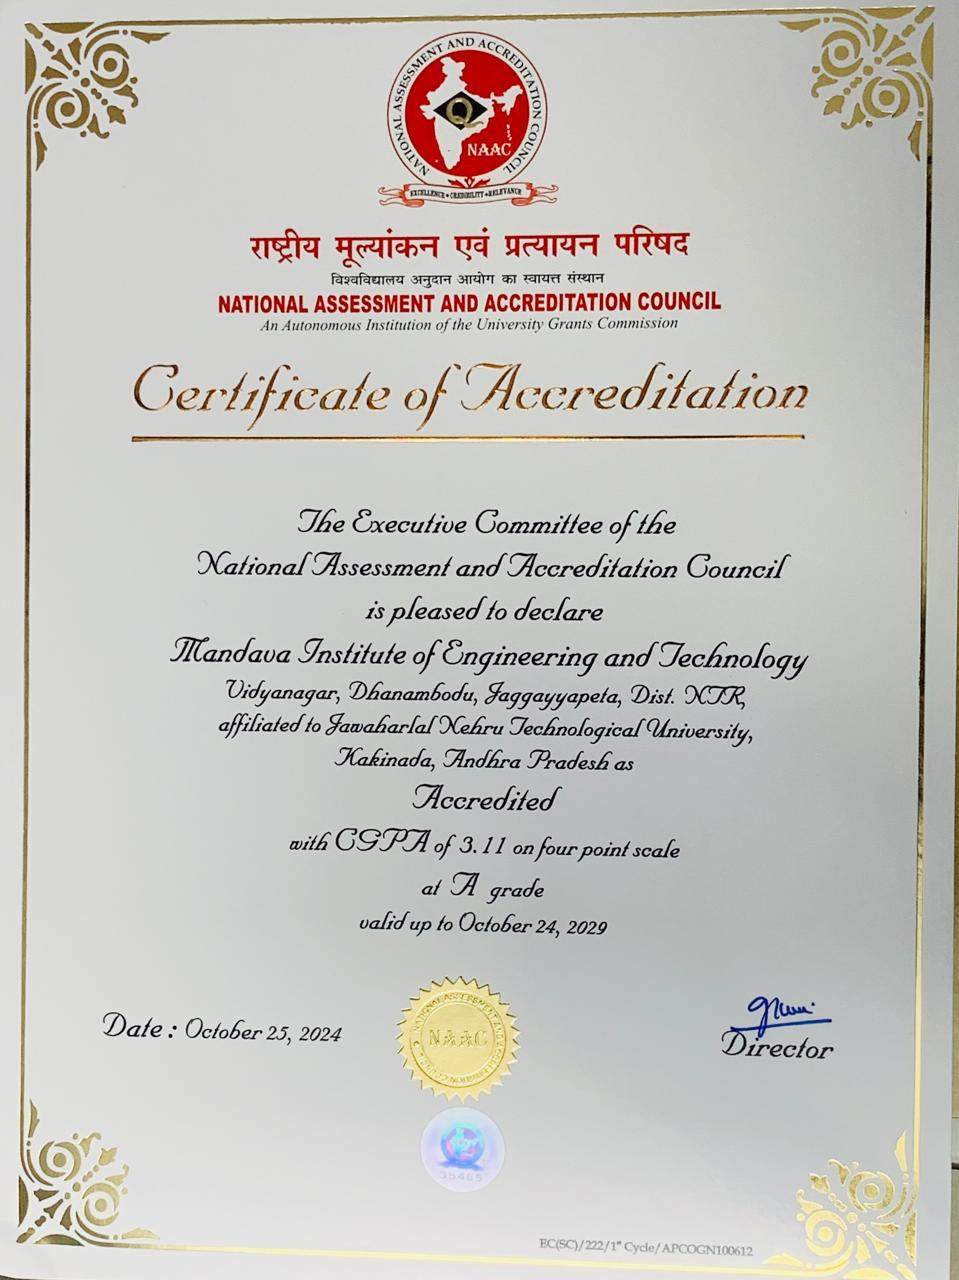 NATIONAL ASSESSMENT AND ACCREDITATION COUNCIL
Q
NAAC
EXCELLENCE • CREDIBILITY • RELEVANCE
राष्ट्रीय मूल्यांकन एवं प्रत्यायन परिषद
विश्वविद्यालय अनुदान आयोग का स्वायत्त संस्थान
NATIONAL ASSESSMENT AND ACCREDITATION COUNCIL
An Autonomous Institution of the University Grants Commission
Certificate of Accreditation
The Executive Committee of the
National Assessment and Accreditation Council
is pleased to declare
Mandava Institute of Engineering and Technology
Vidyanagar, Dhanambodu, Jaggayyapeta, Dist. NTR,
affiliated to Jawaharlal Nehru Technological University,
Kakinada, Andhra Pradesh as
Accredited
with CGPA of 3.11 on four point scale
at A grade
valid up to October 24, 2029
Date : October 25, 2024
NAAC
Director
35465
EC(SC)/222/1st Cycle/APCOGN100612